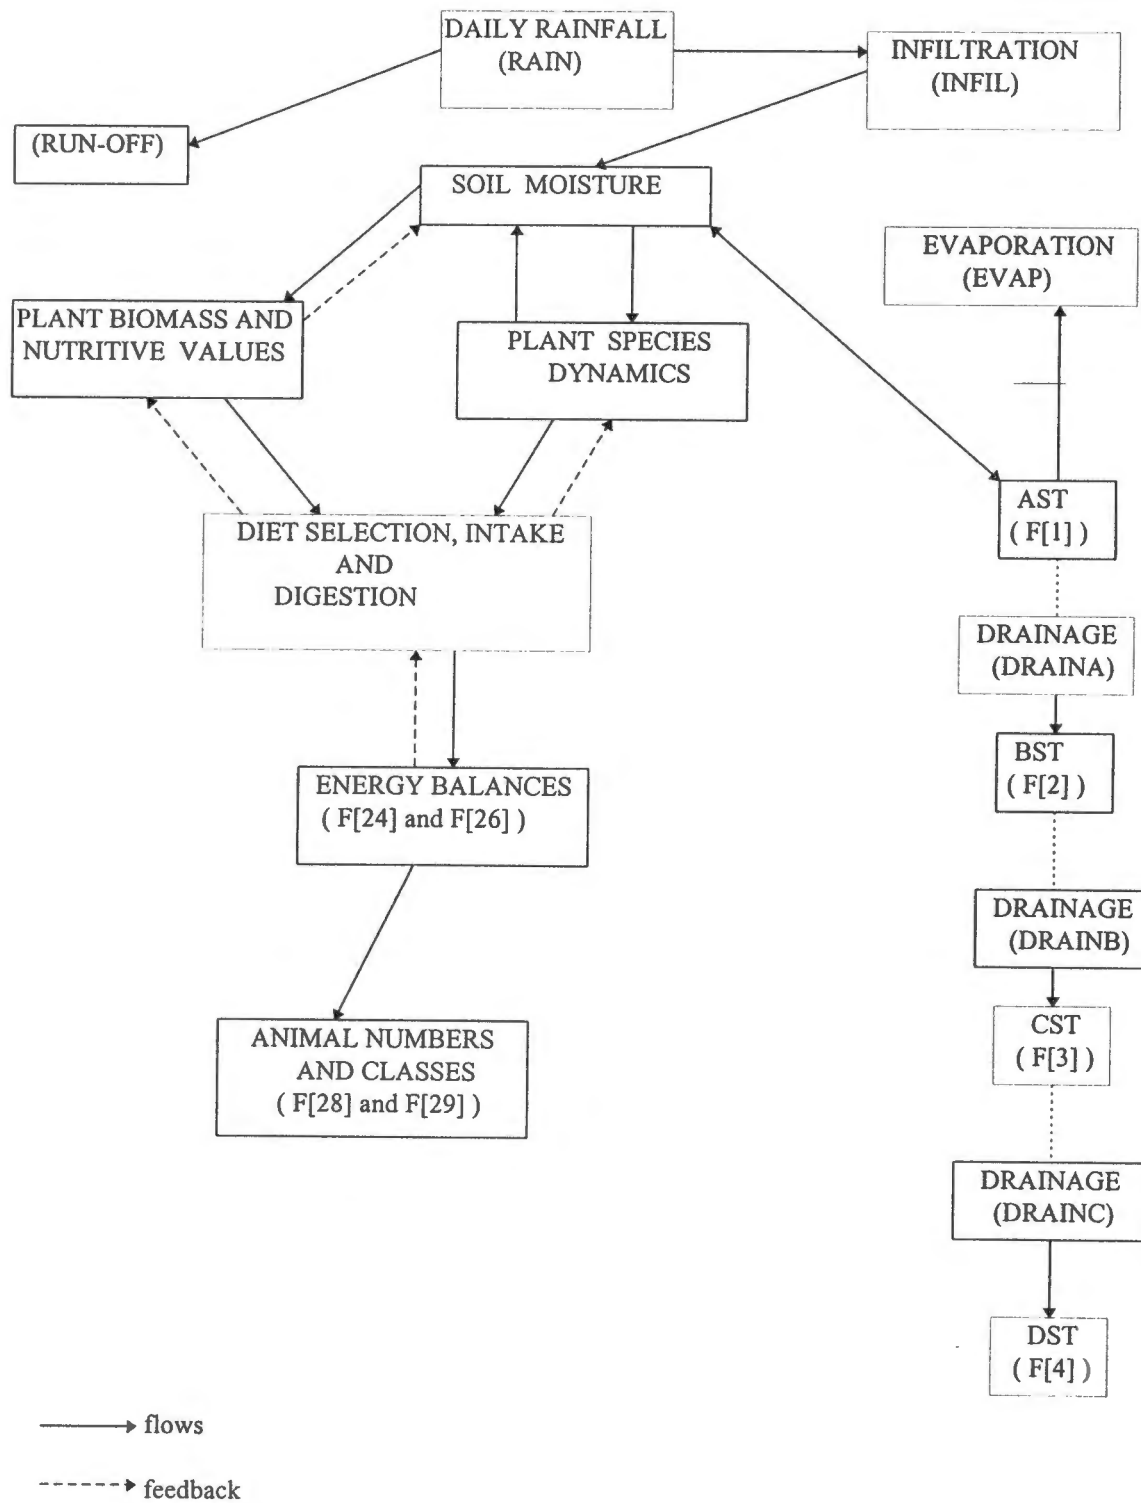 DAILY RAINFALL
(RAIN)
INFILTRATION
(INFIL)
(RUN-OFF)
SOIL MOISTURE
EVAPORATION
(EVAP)
PLANT BIOMASS AND
NUTRITIVE VALUES
PLANT SPECIES
DYNAMICS
AST
( F[1] )
DIET SELECTION, INTAKE
AND
DIGESTION
DRAINAGE
(DRAINA)
BST
( F[2] )
ENERGY BALANCES
( F[24] and F[26] )
DRAINAGE
(DRAINB)
CST
( F[3] )
ANIMAL NUMBERS
AND CLASSES
( F[28] and F[29] )
DRAINAGE
(DRAINC)
DST
( F[4] )
flows
feedback